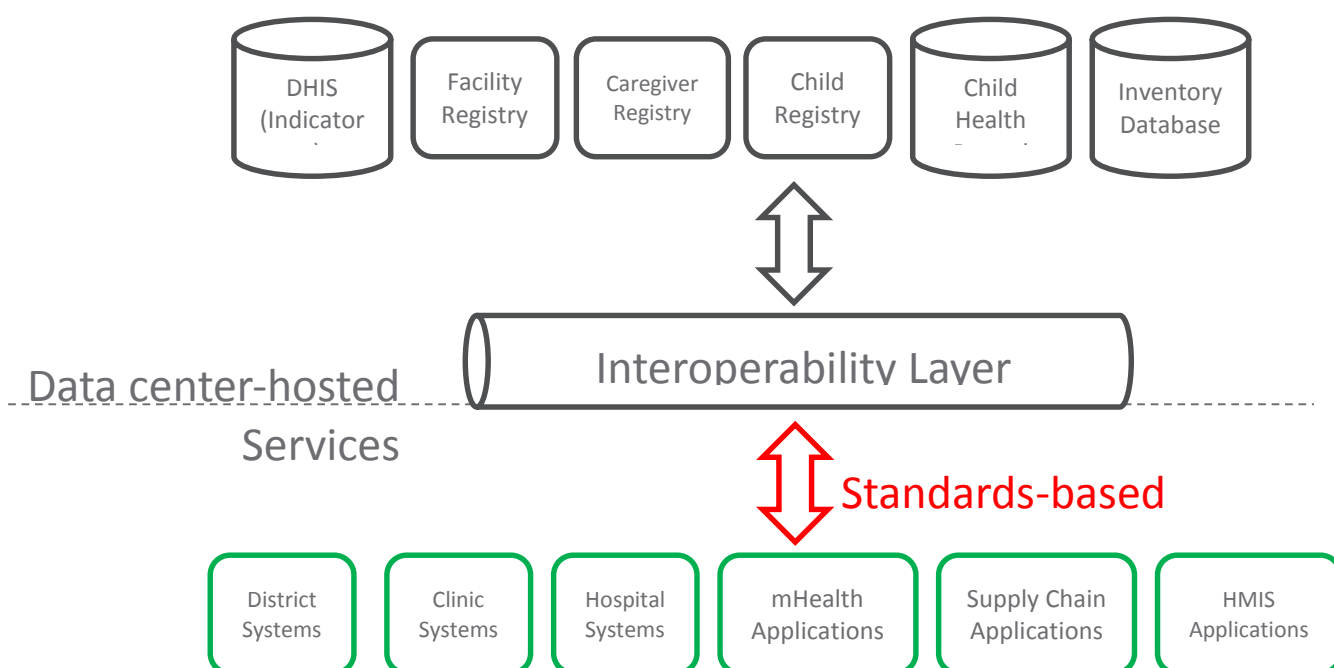 DHIS
(Indicator
Facility
Registry
Caregiver
Registry
Child
Registry
Child
Health
Inventory
Database
Interoperability Layer
Data center-hosted
Services
Standards-based
District
Systems
Clinic
Systems
Hospital
Systems
mHealth
Applications
Supply Chain
Applications
HMIS
Applications